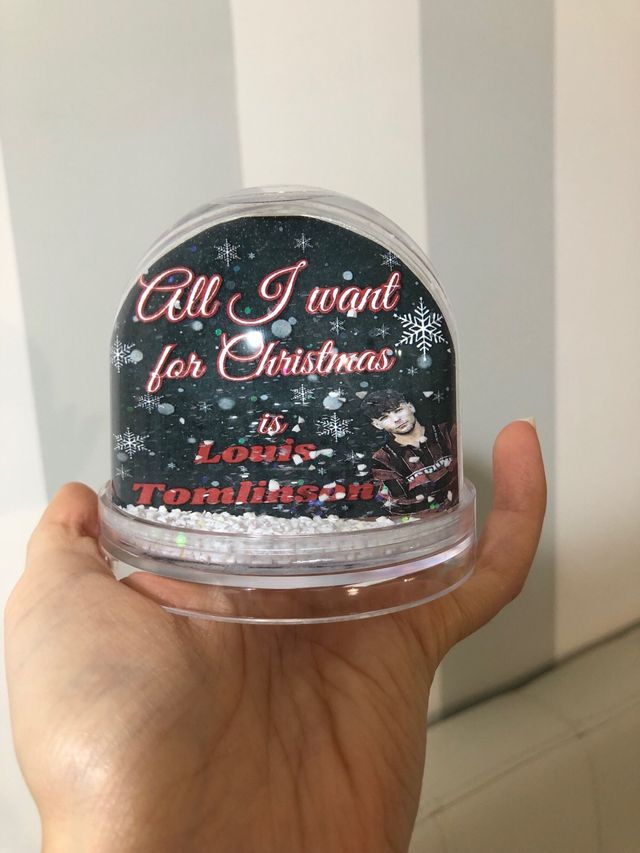 All I want
for Christmas
is
Louis
Tomlinson